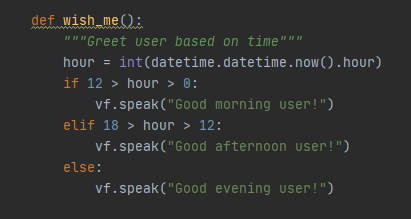 def wish_me():
    """Greet user based on time"""
    hour = int(datetime.datetime.now().hour)
    if 12 > hour > 0:
        vf.speak("Good morning user!")
    elif 18 > hour > 12:
        vf.speak("Good afternoon user!")
    else:
        vf.speak("Good evening user!")